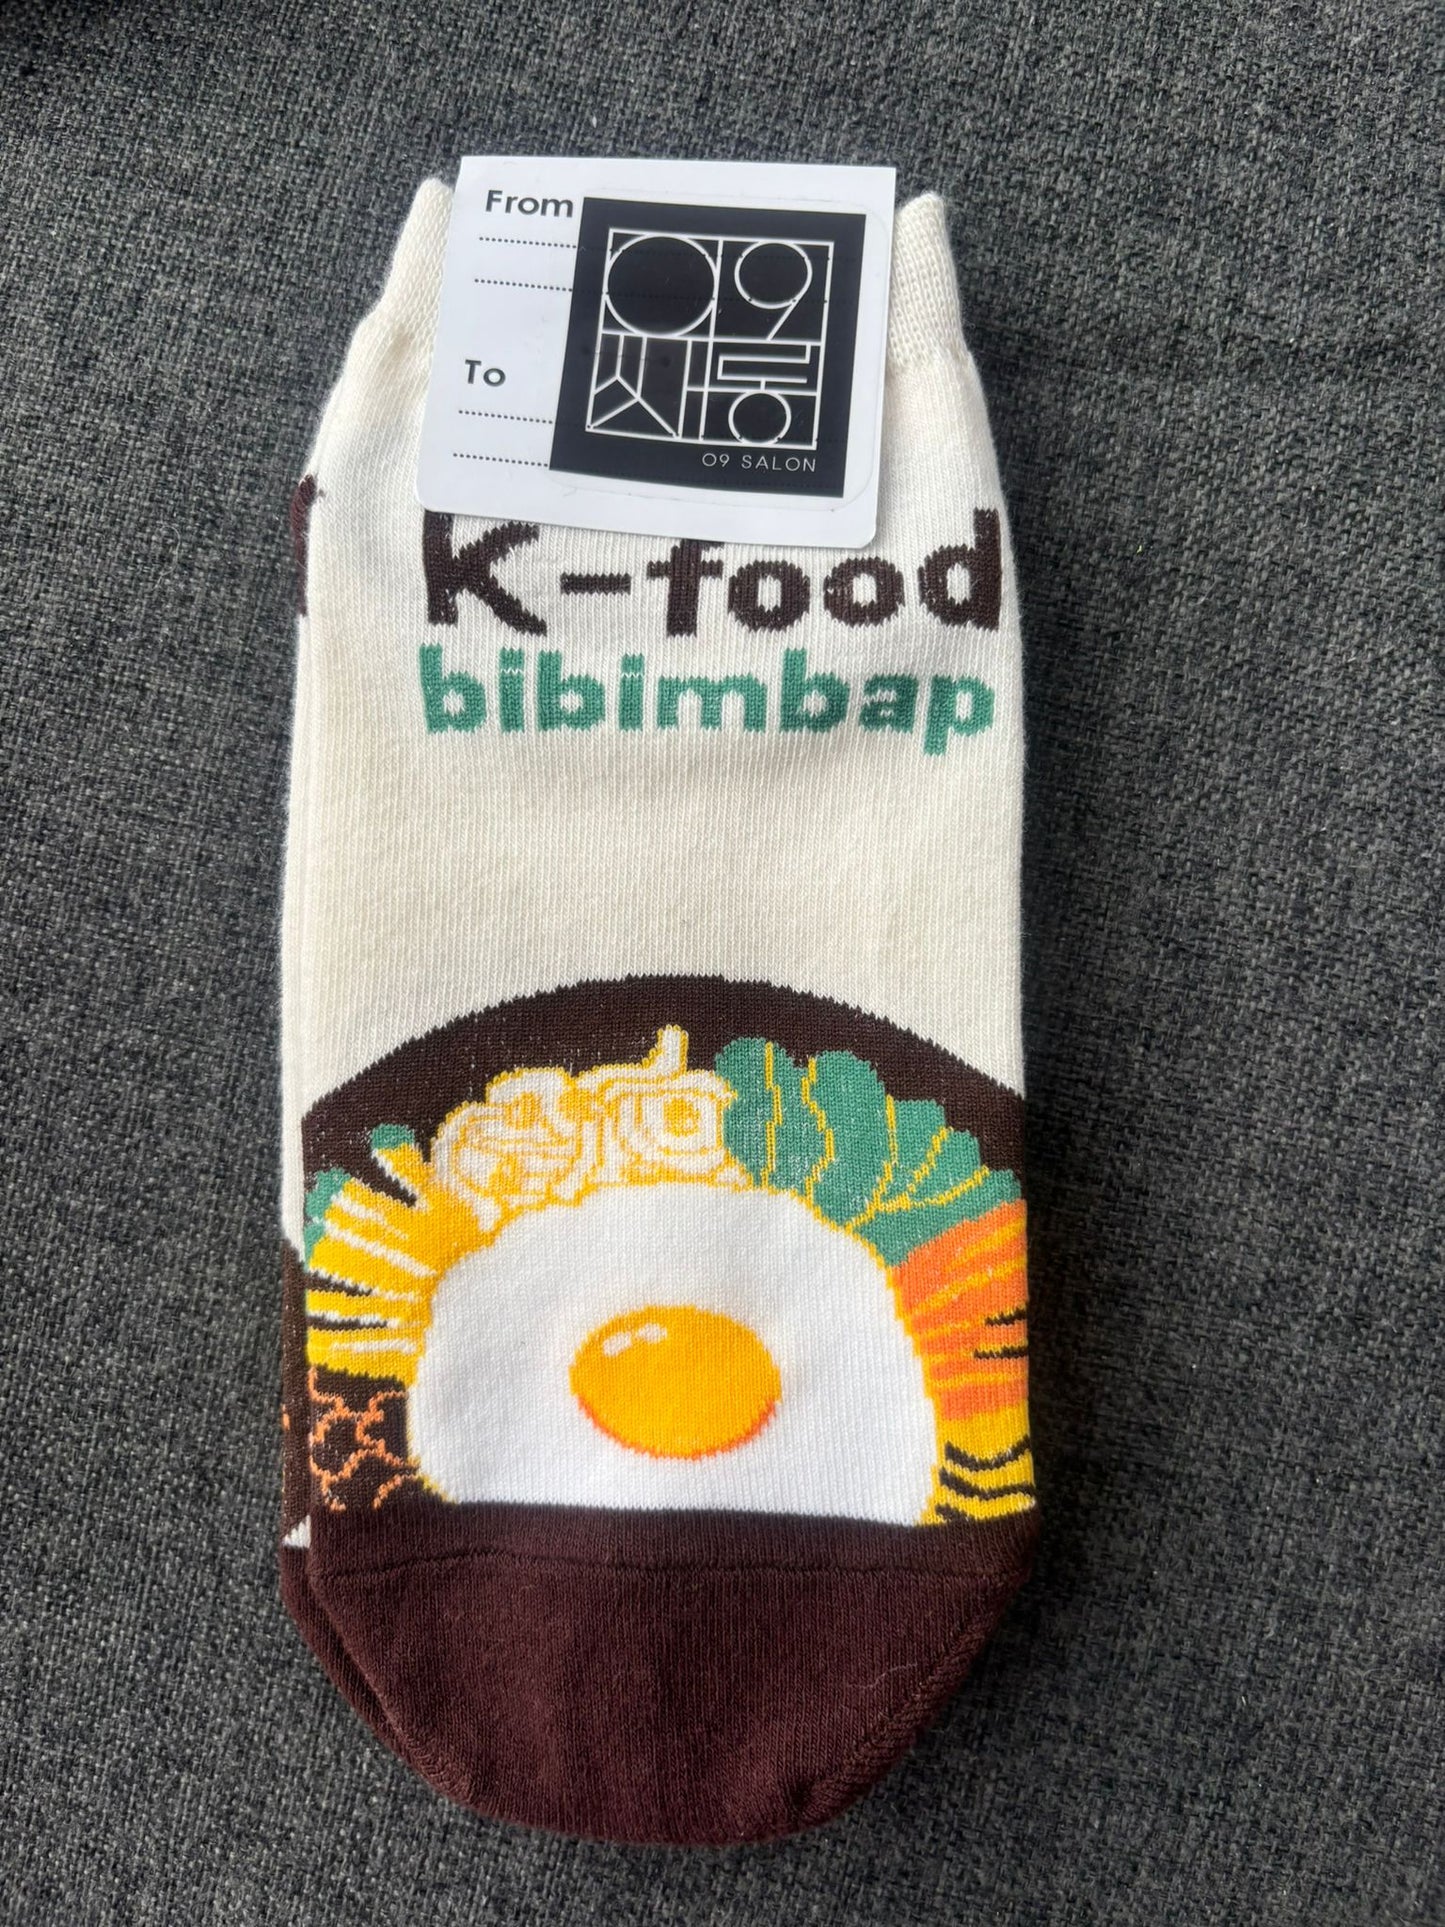 From
To
O9 SALON
K-food
bibimbap